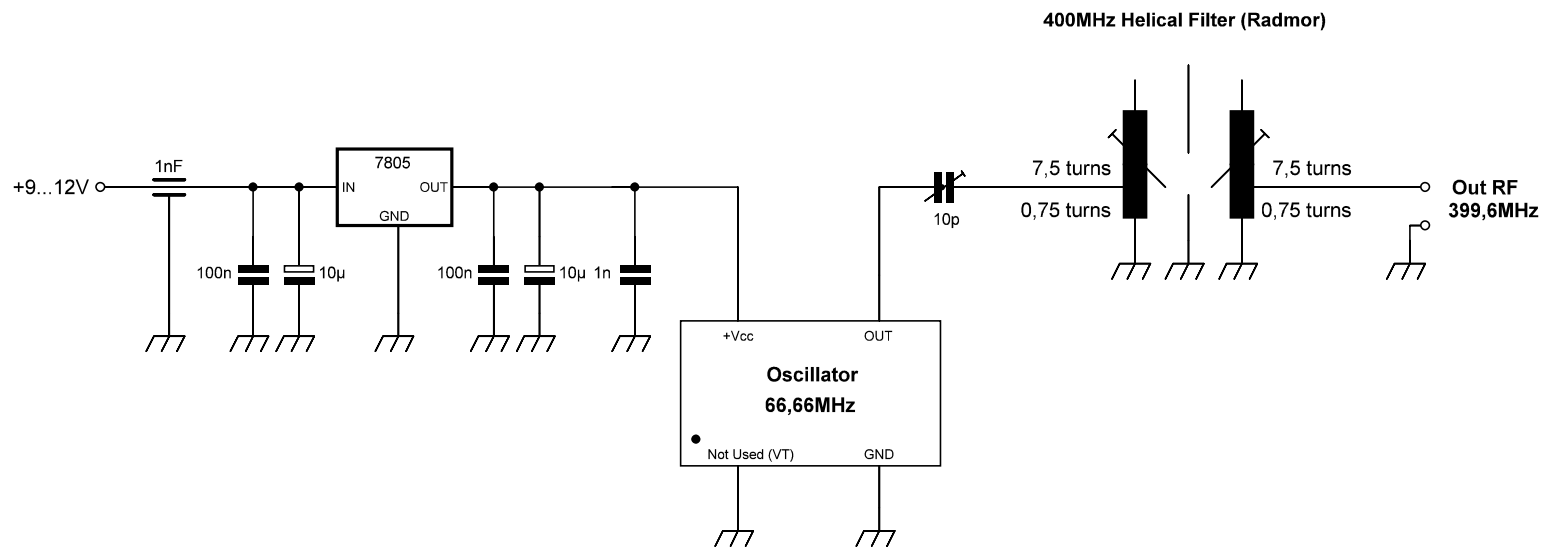 400MHz Helical Filter (Radmor)
1nF
7805
+9...12V
IN
OUT
GND
7,5 turns
7,5 turns
0,75 turns
0,75 turns
10p
Out RF
399,6MHz
100n
10µ
100n
10µ
1n
+Vcc
OUT
Oscillator
66,66MHz
Not Used (VT)
GND